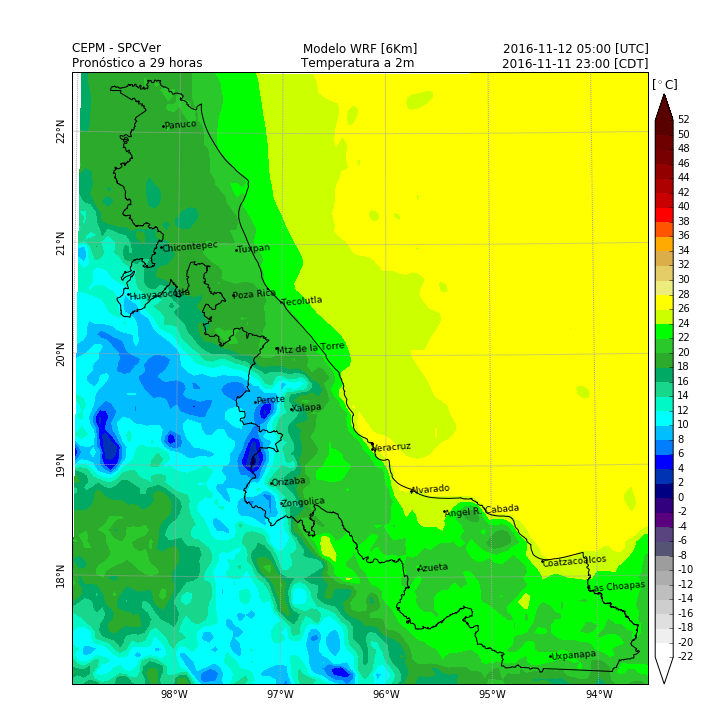 CEPM - SPCVer Modelo WRF [6Km] 2016-11-12 05:00 [UTC]
Pronóstico a 29 horas Temperatura a 2m 2016-11-11 23:00 [CDT]
[°C]
52
50
48
46
44
42
40
38
36
34
32
30
28
26
24
22
20
18
16
14
12
10
8
6
4
2
0
-2
-4
-6
-8
-10
-12
-14
-16
-18
-20
-22
22°N
21°N
20°N
19°N
18°N
Panuco
Chicontepec
Tuxpan
Huayacocotla
Poza Rica
Tecolutla
Mtz de la Torre
Perote
Xalapa
Veracruz
Orizaba
Alvarado
Zongolica
Angel R. Cabada
Azueta
Coatzacoalcos
Las Choapas
Uxpanapa
98°W 97°W 96°W 95°W 94°W